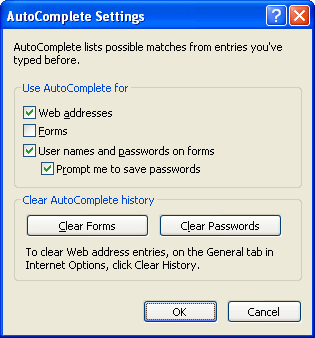 AutoComplete Settings
AutoComplete lists possible matches from entries you've
typed before.
Use AutoComplete for
Web addresses
Forms
User names and passwords on forms
Prompt me to save passwords
Clear AutoComplete history
Clear Forms
Clear Passwords
To clear Web address entries, on the General tab in
Internet Options, click Clear History.
OK
Cancel